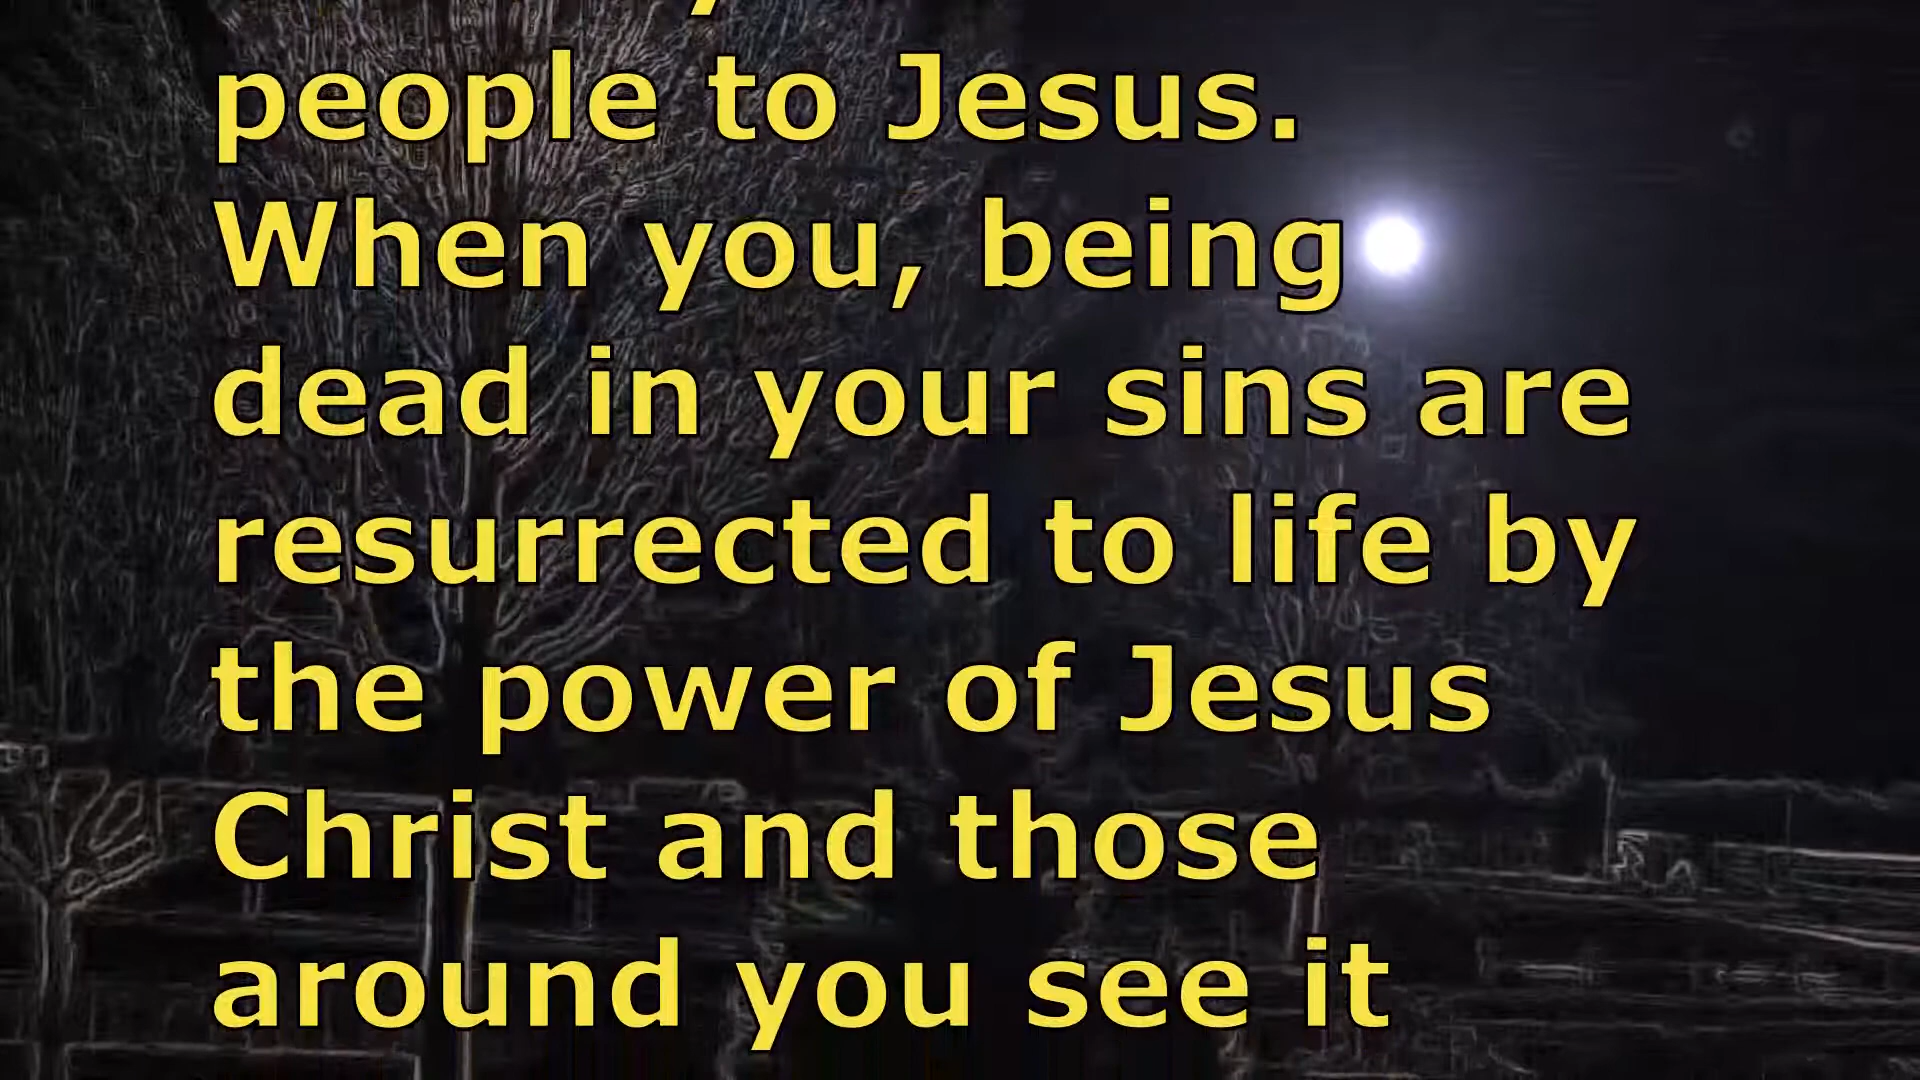 people to Jesus.
When you, being
dead in your sins are
resurrected to life by
the power of Jesus
Christ and those
around you see it